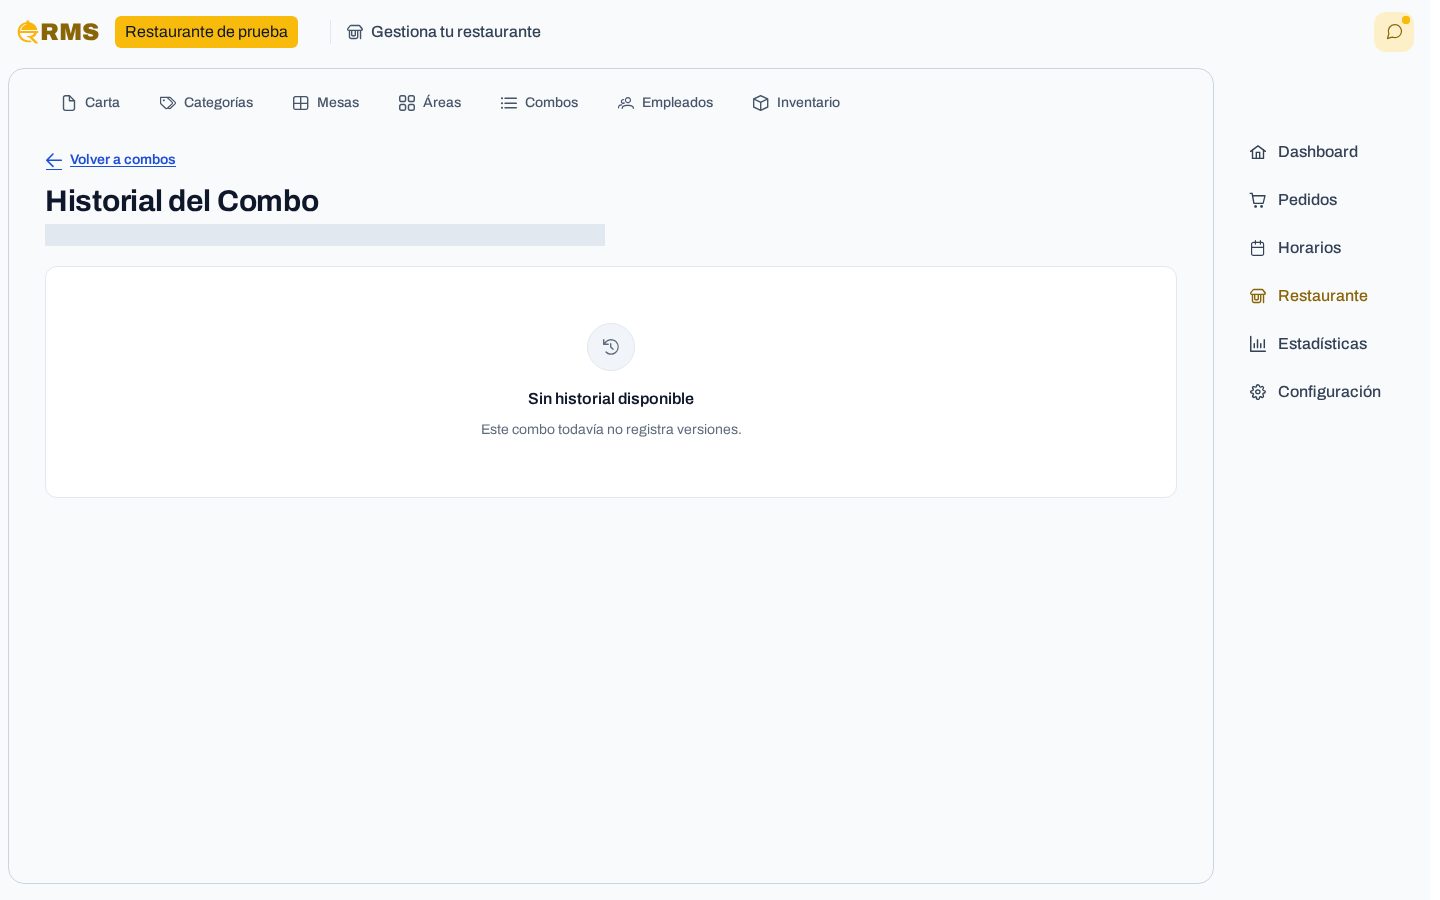 RMS
Restaurante de prueba
Gestiona tu restaurante
Carta
Categorías
Mesas
Áreas
Combos
Empleados
Inventario
Volver a combos
Historial del Combo
Sin historial disponible
Este combo todavía no registra versiones.
Dashboard
Pedidos
Horarios
Restaurante
Estadísticas
Configuración